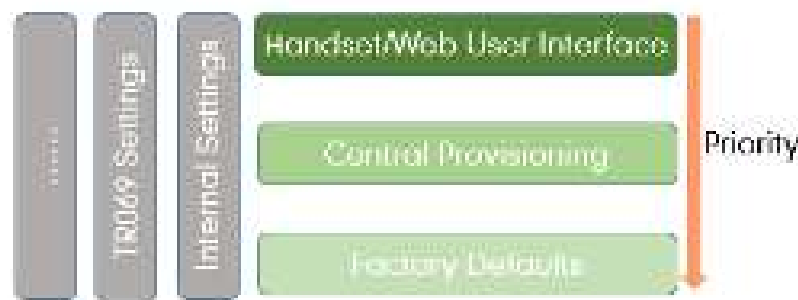 ......
TR069 Settings
Internal Settings
Handset/Web User Interface
Central Provisioning
Factory Defaults
Priority